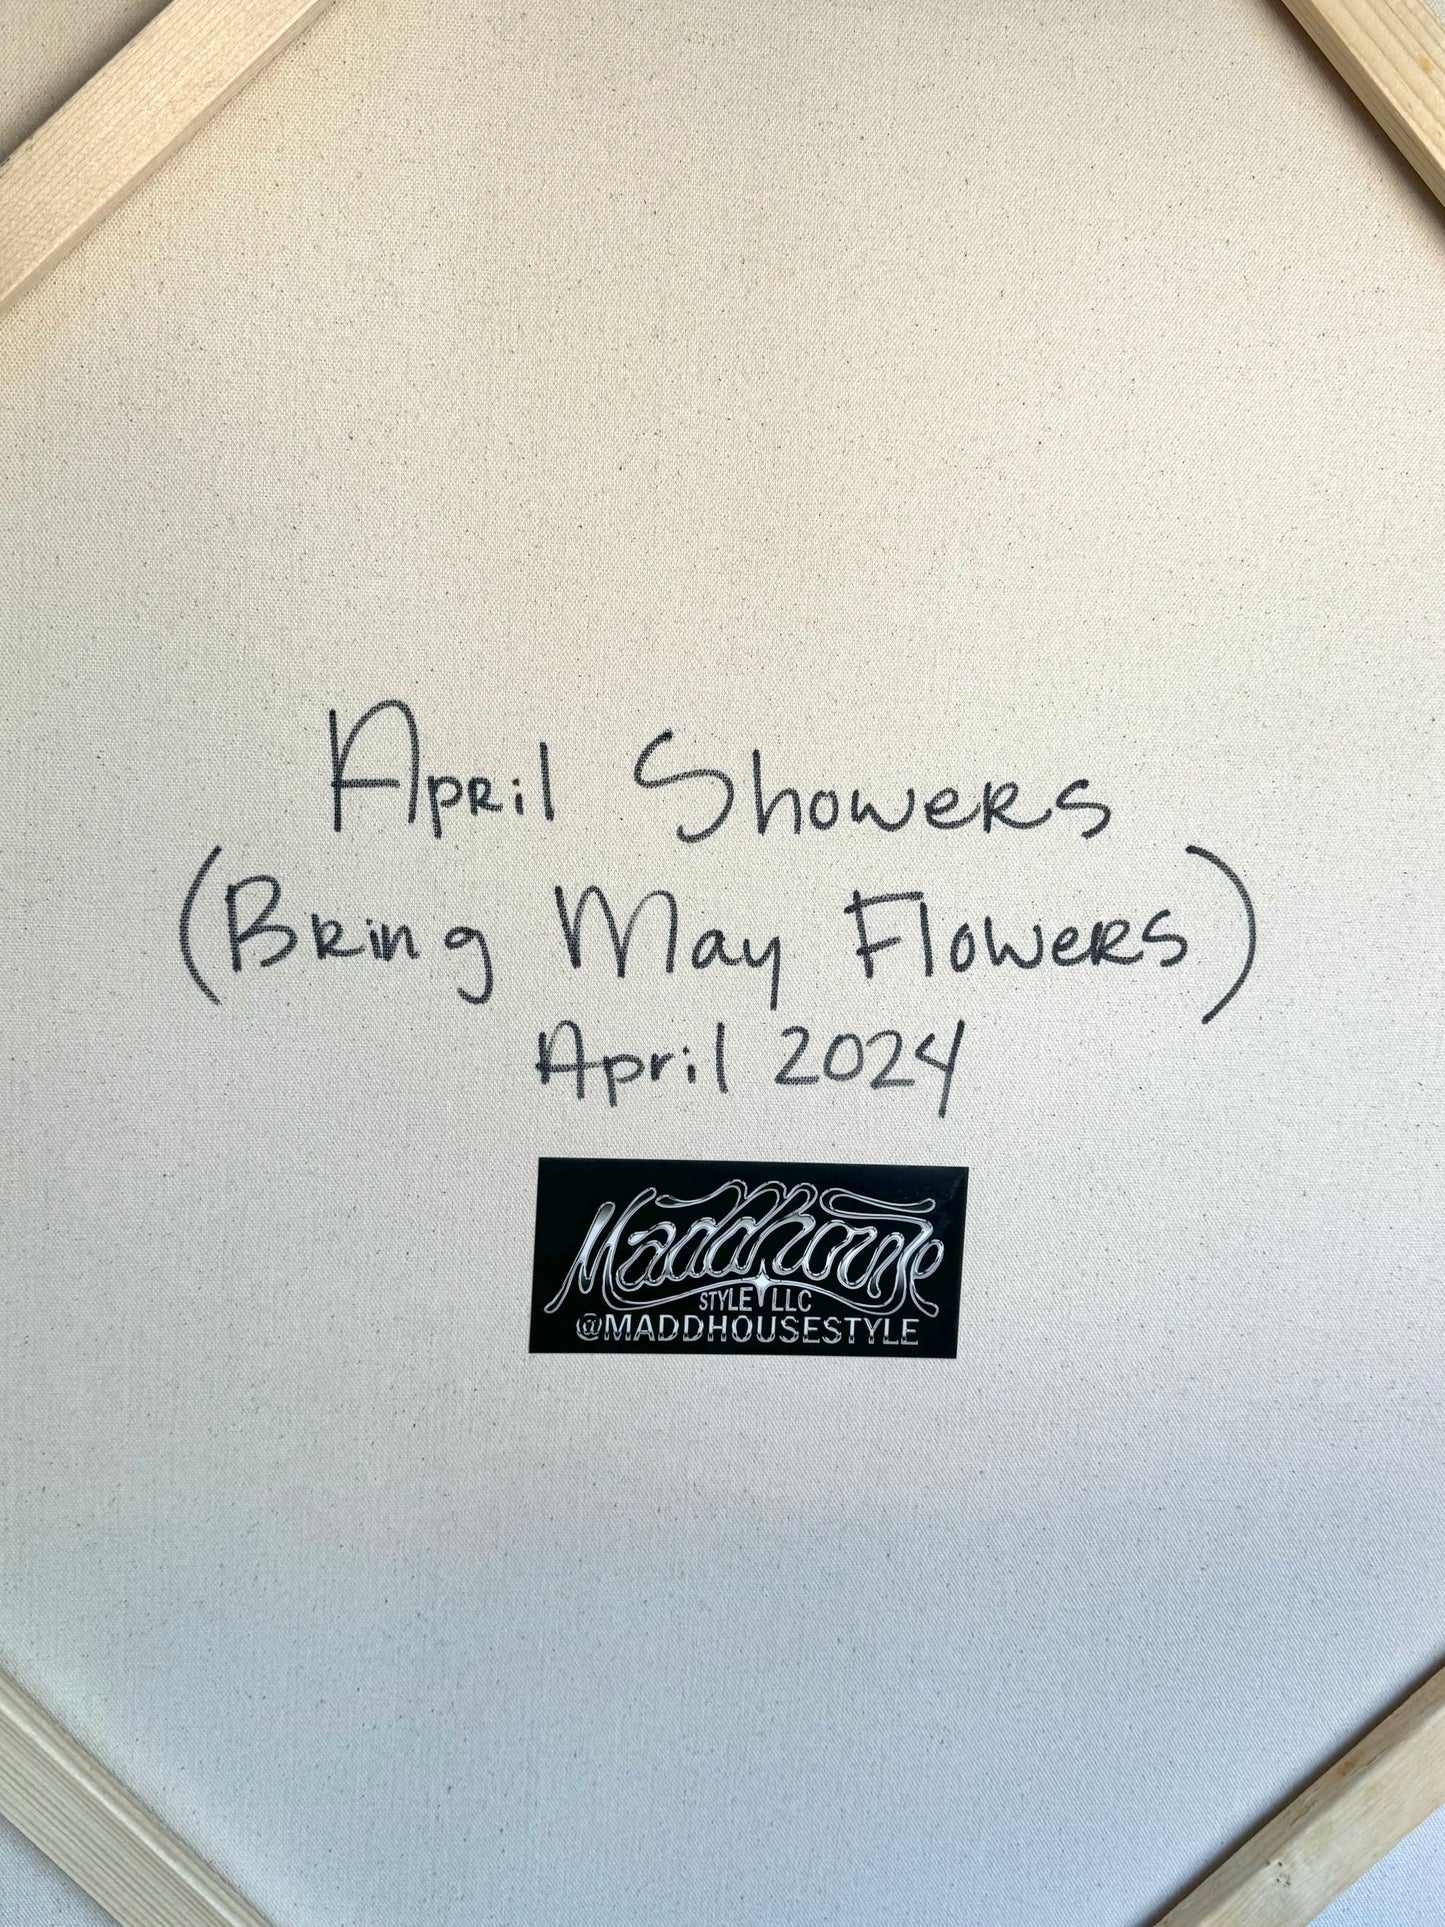 April Showers
(Bring May Flowers)
April 2024
Maddhouse
STYLE LLC
@MADDHOUSESTYLE